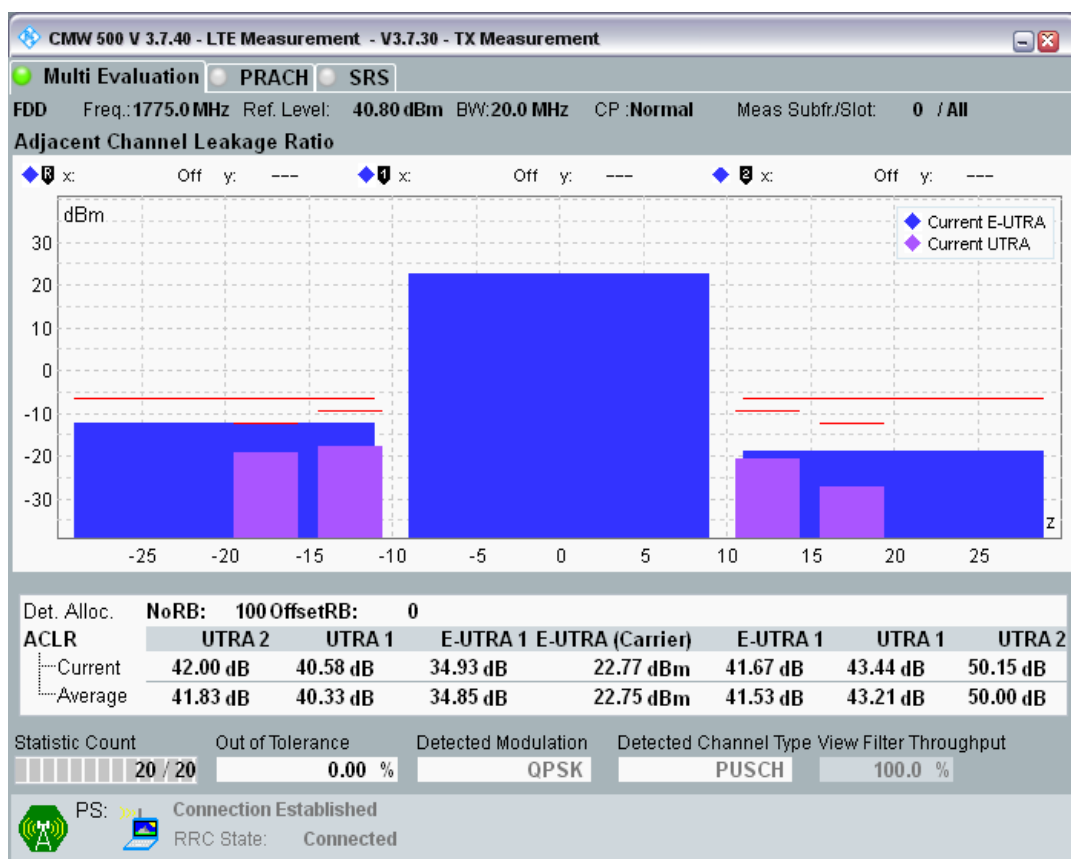 CMW 500 V 3.7.40 - LTE Measurement - V3.7.30 - TX Measurement
Multi Evaluation PRACH SRS
FDD Freq.: 1775.0 MHz Ref. Level: 40.80 dBm BW: 20.0 MHz CP : Normal Meas Subfr./Slot: 0 / All
Adjacent Channel Leakage Ratio
R x: Off y: --- 1 x: Off y: --- 2 x: Off y: ---
dBm
Current E-UTRA
Current UTRA
30
20
10
0
-10
-20
-30
z
-25 -20 -15 -10 -5 0 5 10 15 20 25
Det. Alloc. NoRB: 100 OffsetRB: 0
ACLR UTRA 2 UTRA 1 E-UTRA 1 E-UTRA (Carrier) E-UTRA 1 UTRA 1 UTRA 2
Current 42.00 dB 40.58 dB 34.93 dB 22.77 dBm 41.67 dB 43.44 dB 50.15 dB
Average 41.83 dB 40.33 dB 34.85 dB 22.75 dBm 41.53 dB 43.21 dB 50.00 dB
Statistic Count Out of Tolerance Detected Modulation Detected Channel Type View Filter Throughput
20 / 20 0.00 % QPSK PUSCH 100.0 %
PS: Connection Established
RRC State: Connected